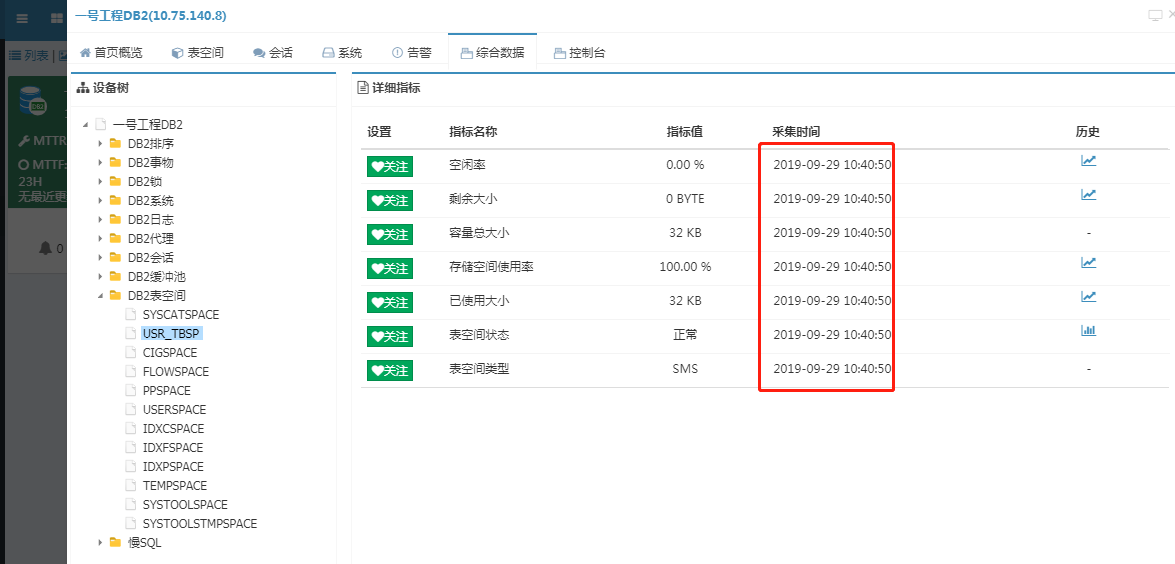 一号工程DB2(10.75.140.8)
首页概览 表空间 会话 系统 告警 综合数据 控制台
列表 |
设备树
详细指标
DB2
MTTR
MTTF:
23H
无最近更
0
一号工程DB2
DB2排序
DB2事物
DB2锁
DB2系统
DB2日志
DB2代理
DB2会话
DB2缓冲池
DB2表空间
SYSCATSPACE
USR_TBSP
CIGSPACE
FLOWSPACE
PPSPACE
USERSPACE
IDXCSPACE
IDXFSPACE
IDXPSPACE
TEMPSPACE
SYSTOOLSPACE
SYSTOOLSTMPSPACE
慢SQL
设置 指标名称 指标值 采集时间 历史
关注 空闲率 0.00 % 2019-09-29 10:40:50
关注 剩余大小 0 BYTE 2019-09-29 10:40:50
关注 容量总大小 32 KB 2019-09-29 10:40:50 -
关注 存储空间使用率 100.00 % 2019-09-29 10:40:50
关注 已使用大小 32 KB 2019-09-29 10:40:50
关注 表空间状态 正常 2019-09-29 10:40:50
关注 表空间类型 SMS 2019-09-29 10:40:50 -